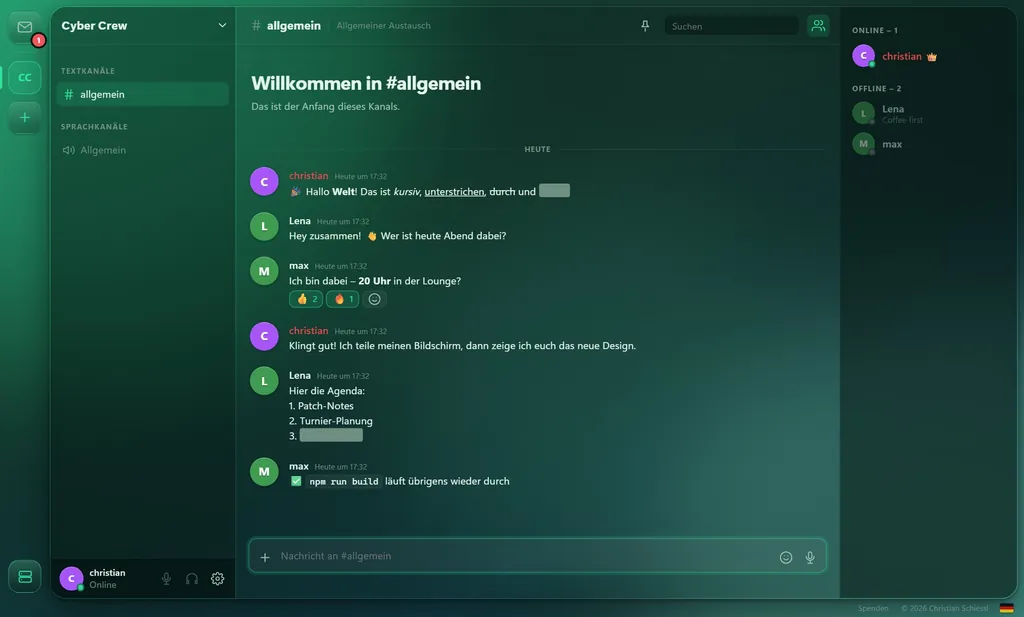 1
CC
Cyber Crew
TEXTKANÄLE
# allgemein
SPRACHKANÄLE
Allgemein
C
christian
Online
# allgemein
Allgemeiner Austausch
Suchen
Willkommen in #allgemein
Das ist der Anfang dieses Kanals.
HEUTE
C
christian Heute um 17:32
🎉 Hallo Welt! Das ist kursiv, unterstrichen, durch und
L
Lena Heute um 17:32
Hey zusammen! 👋 Wer ist heute Abend dabei?
M
max Heute um 17:32
Ich bin dabei – 20 Uhr in der Lounge?
👍 2 🔥 1
C
christian Heute um 17:32
Klingt gut! Ich teile meinen Bildschirm, dann zeige ich euch das neue Design.
L
Lena Heute um 17:32
Hier die Agenda:
1. Patch-Notes
2. Turnier-Planung
3.
M
max Heute um 17:32
✅ npm run build läuft übrigens wieder durch
Nachricht an #allgemein
ONLINE – 1
C
christian 👑
OFFLINE – 2
L
Lena
Coffee first
M
max
Spenden © 2026 Christian Schiessl